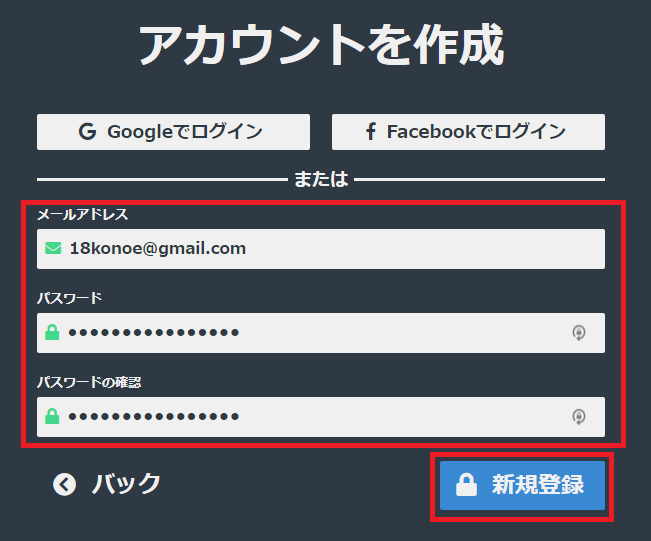 アカウントを作成
Googleでログイン
Facebookでログイン
または
メールアドレス
18konoe@gmail.com
パスワード
••••••••••••••••
パスワードの確認
••••••••••••••••
バック
新規登録